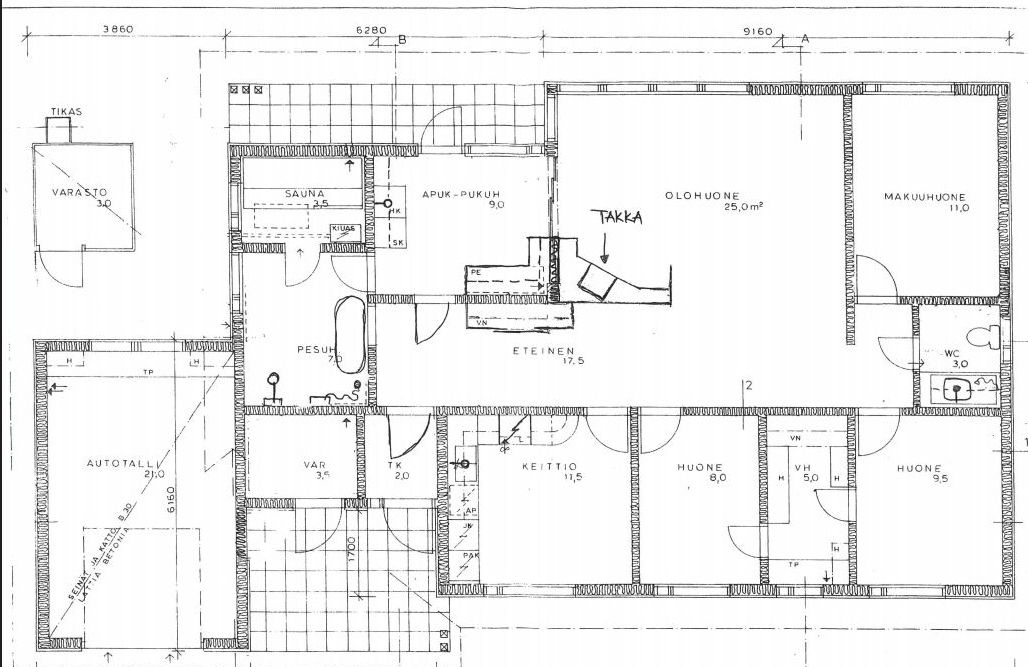 3860
6280
9160
B
A
TIKAS
VARASTO
3,0
SAUNA
3,5
KIUAS
HK
SK
APUK-PUKUH
9,0
OLOHUONE
25,0 m²
TAKKA
MAKUUHUONE
11,0
PE
VN
PESUH
7,0
ETEINEN
17,5
WC
3,0
H
H
TP
2
1
AUTOTALLI
21,0
6160
SEINÄT JA KATTO B 30
LATTIA BETONIA
VAR
3,5
TK
2,0
KEITTIÖ
11,5
AP
JK
PAK
HUONE
8,0
VN
H
VH
5,0
H
H
TP
HUONE
9,5
1700